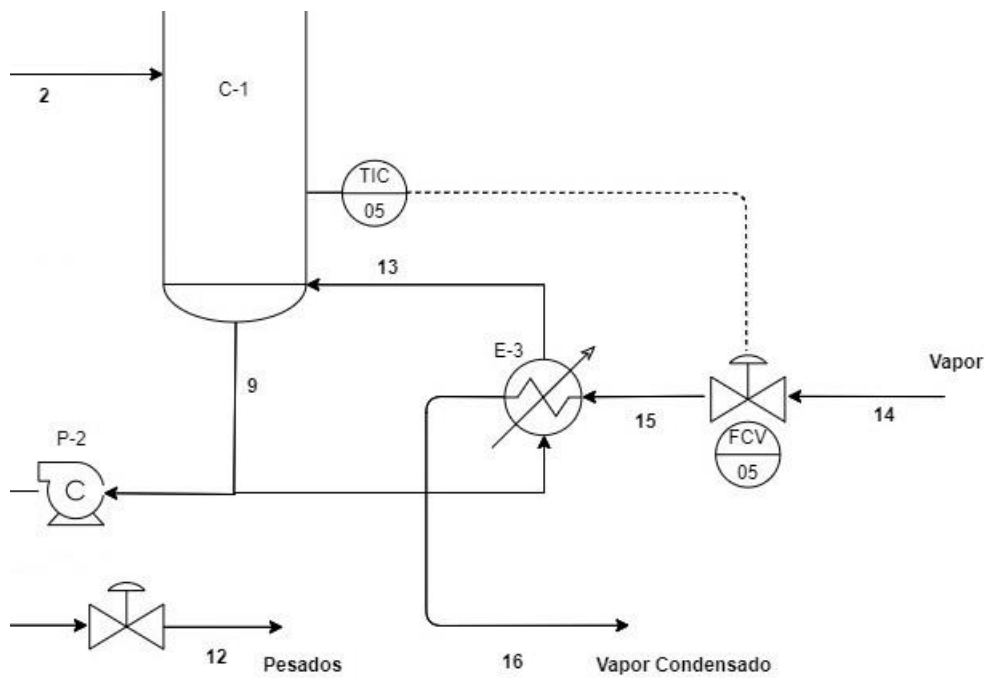 C-1
2
TIC
05
13
E-3
Vapor
9
15
14
FCV
05
P-2
C
12
Pesados
16
Vapor Condensado